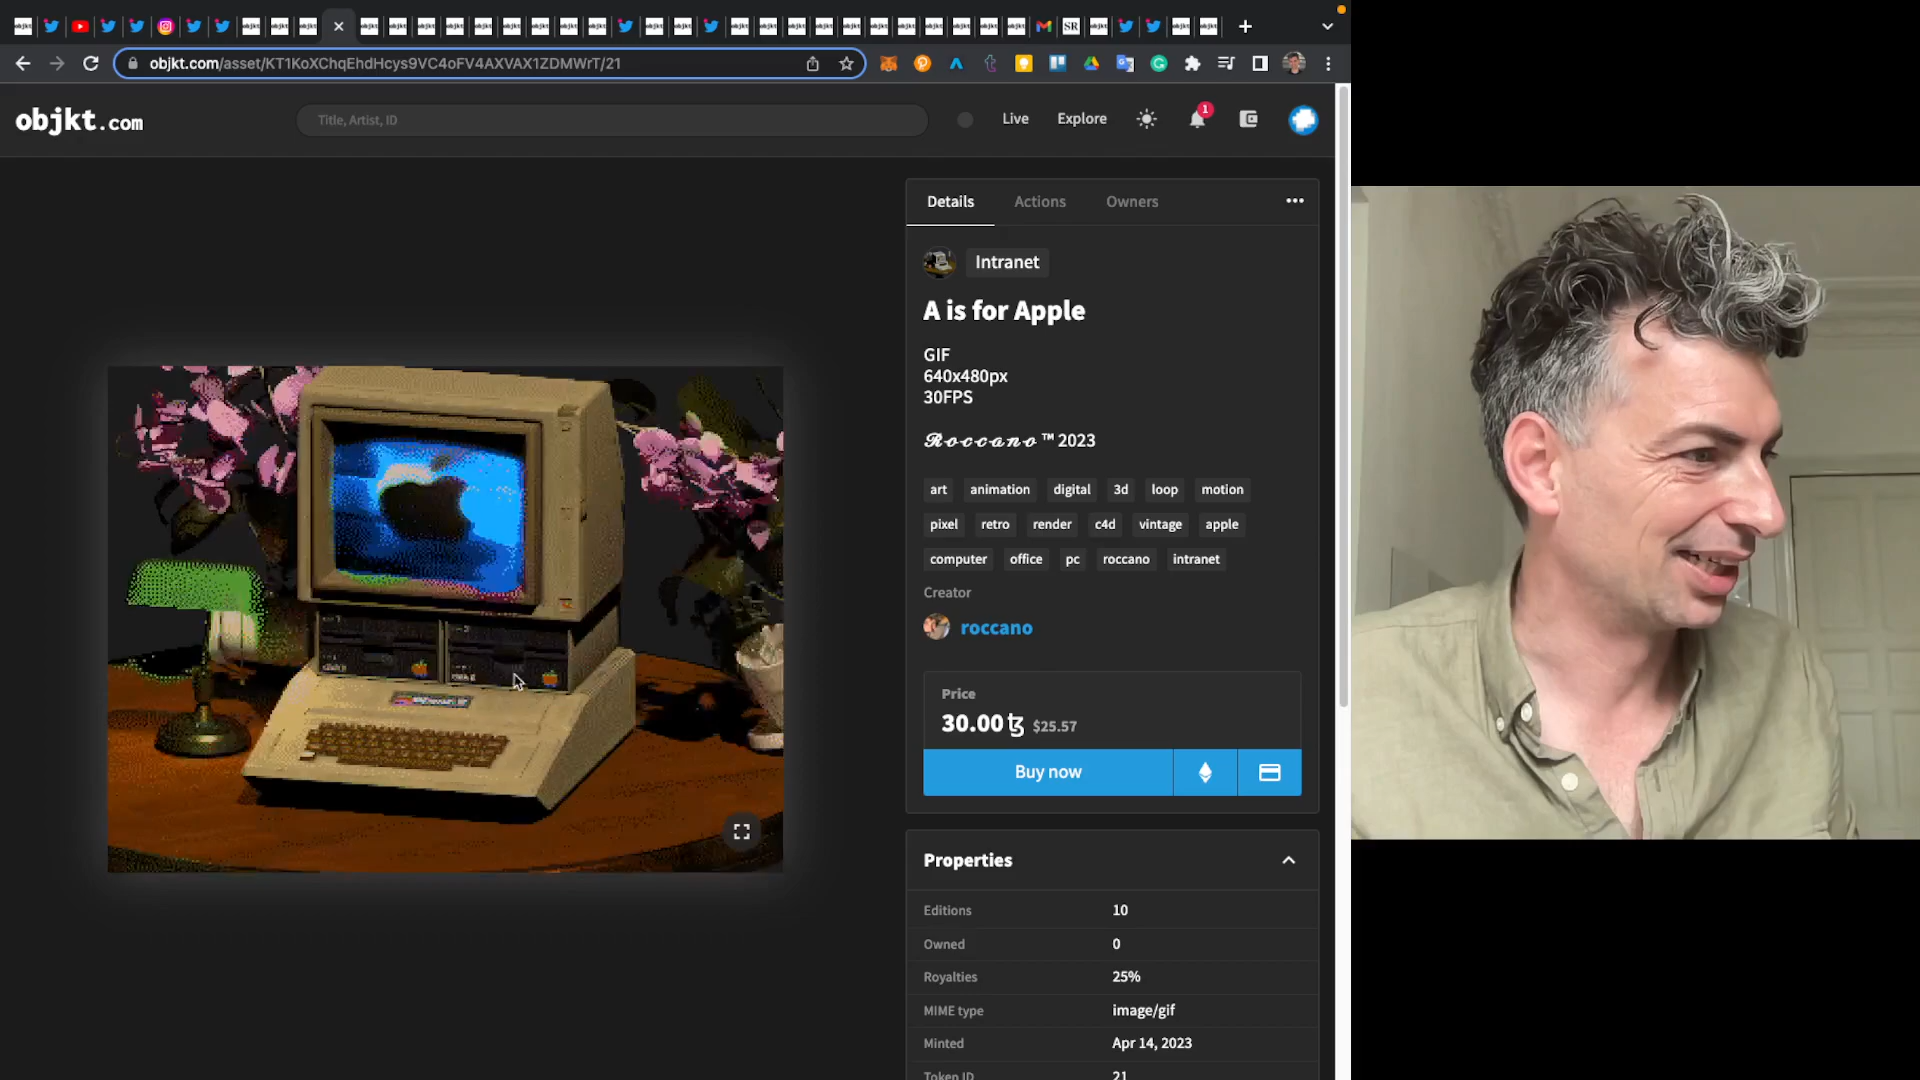 objkt.com/asset/KT1KoXChqEhdHcys9VC4oFV4AXVAX1ZDMWrT/21
objkt.com
Title, Artist, ID
Live
Explore
1
Details
Actions
Owners
Intranet
A is for Apple
GIF
640x480px
30FPS
𝓡𝓸𝓬𝓬𝓪𝓷𝓸 ™ 2023
art
animation
digital
3d
loop
motion
pixel
retro
render
c4d
vintage
apple
computer
office
pc
roccano
intranet
Creator
roccano
Price
30.00 ꜩ $25.57
Buy now
Properties
Editions 10
Owned 0
Royalties 25%
MIME type image/gif
Minted Apr 14, 2023
Token ID 21